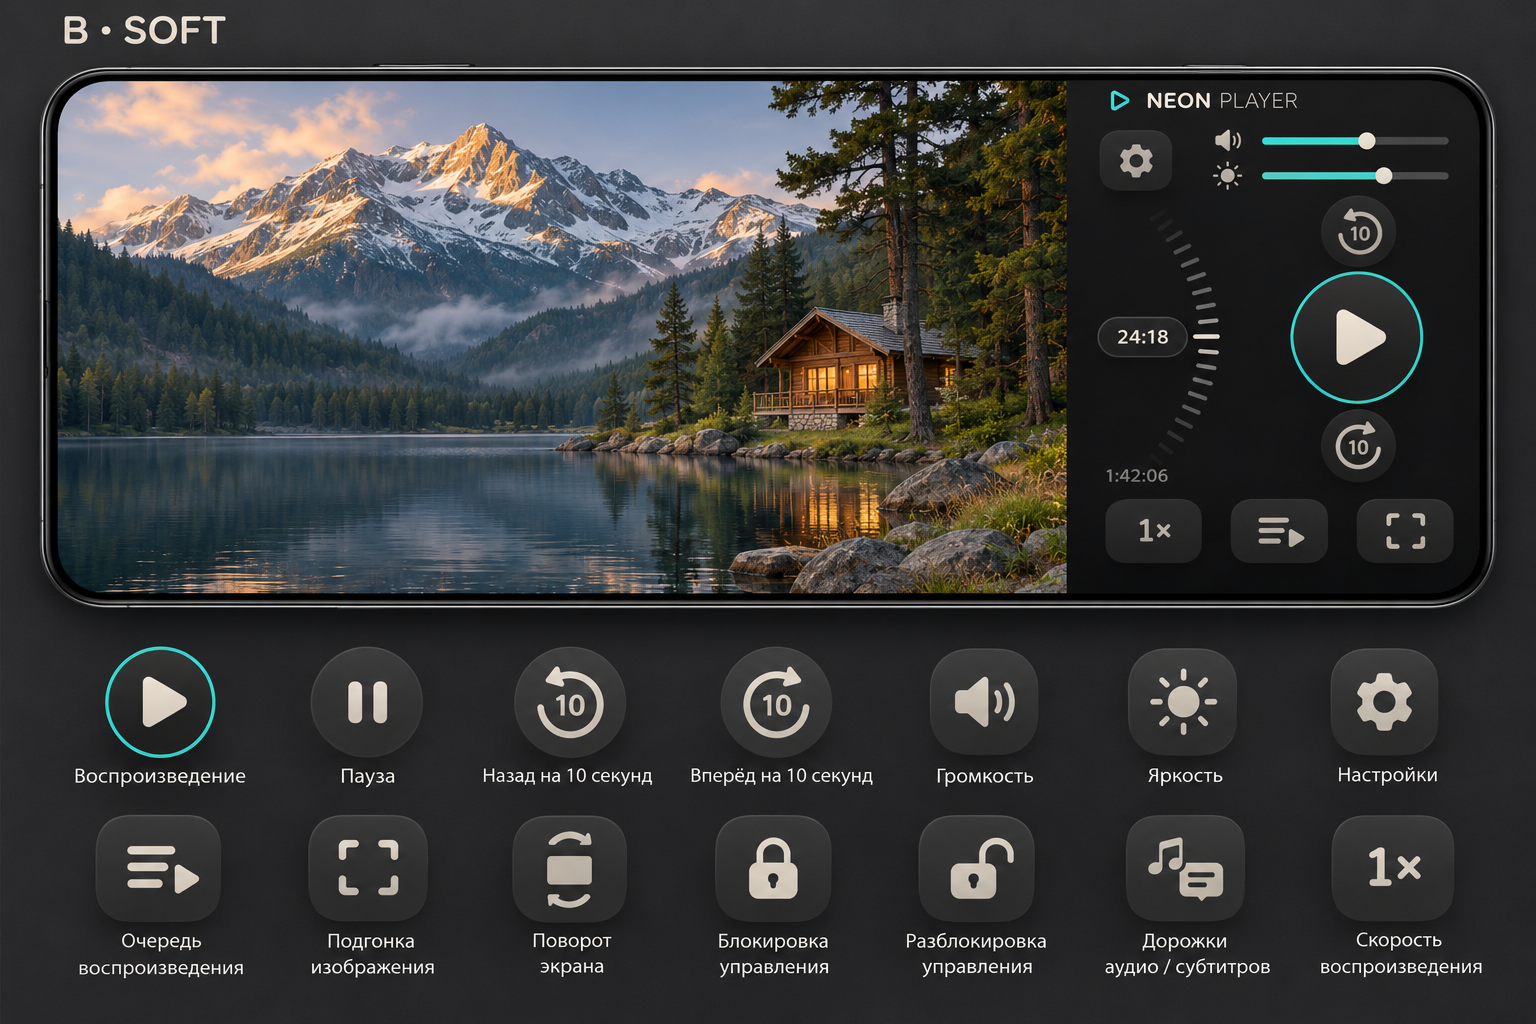 B • SOFT
NEON PLAYER
10
24:18
10
1:42:06
1×
10
10
Воспроизведение
Пауза
Назад на 10 секунд
Вперёд на 10 секунд
Громкость
Яркость
Настройки
1×
Очередь
воспроизведения
Подгонка
изображения
Поворот
экрана
Блокировка
управления
Разблокировка
управления
Дорожки
аудио / субтитров
Скорость
воспроизведения